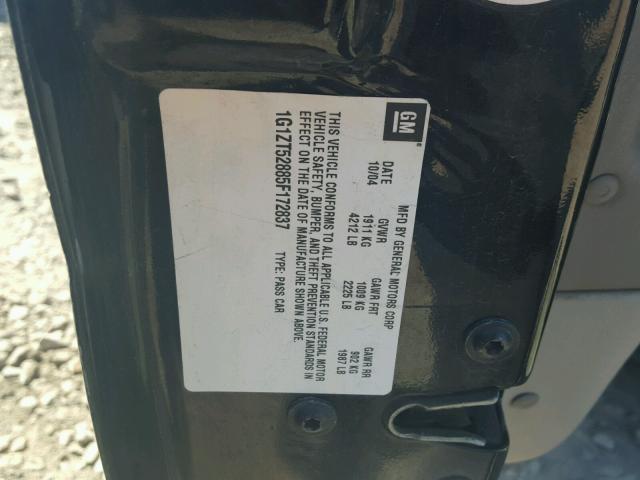 GM
MFD BY GENERAL MOTORS CORP
DATE GVWR GAWR FRT GAWR RR
10/04 1911 KG 1009 KG 902 KG
4212 LB 2225 LB 1987 LB
THIS VEHICLE CONFORMS TO ALL APPLICABLE U.S. FEDERAL MOTOR
VEHICLE SAFETY, BUMPER, AND THEFT PREVENTION STANDARDS IN
EFFECT ON THE DATE OF MANUFACTURE SHOWN ABOVE.
1G1ZT52885F172837 TYPE: PASS CAR